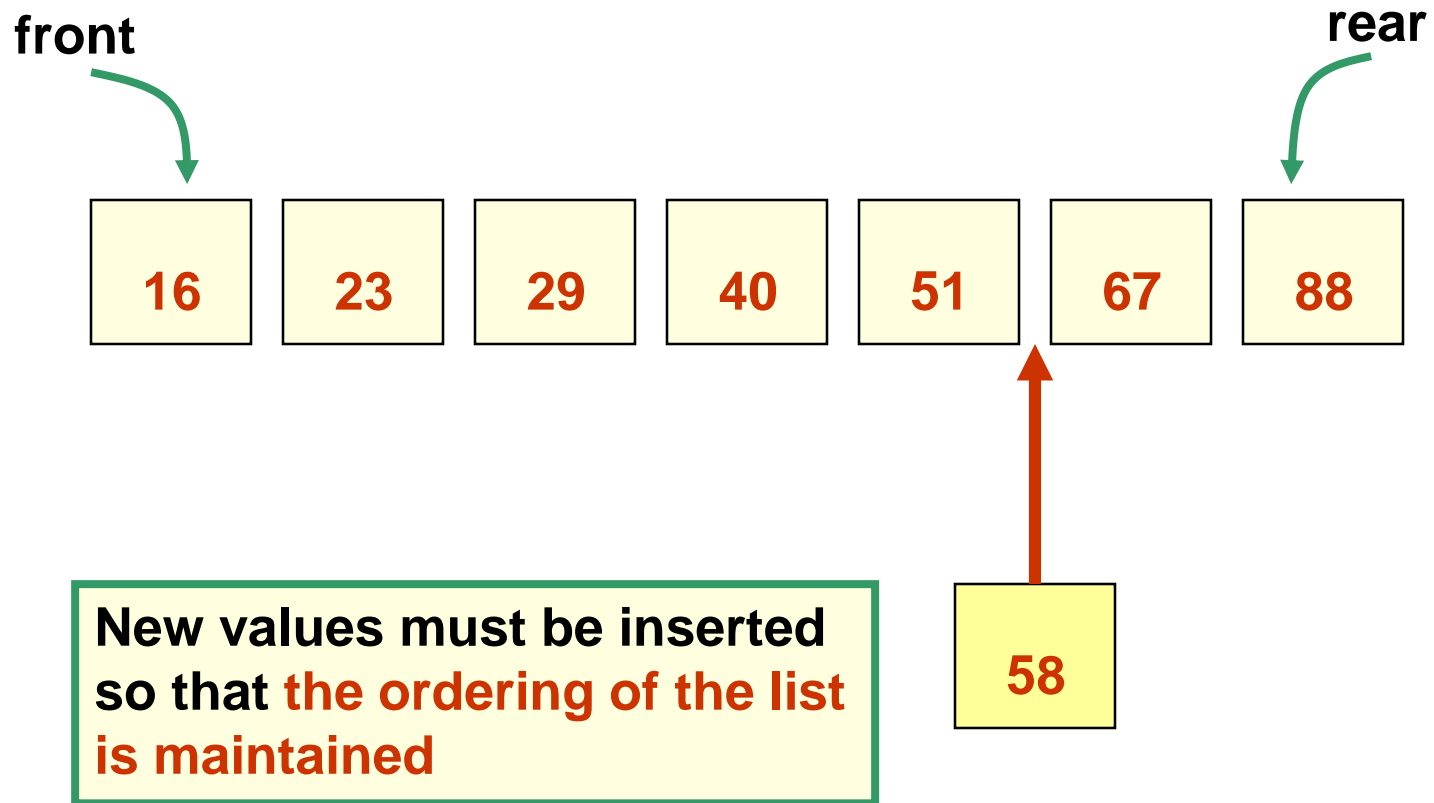 front
rear
16 23 29 40 51 67 88
New values must be inserted
so that the ordering of the list
is maintained
58